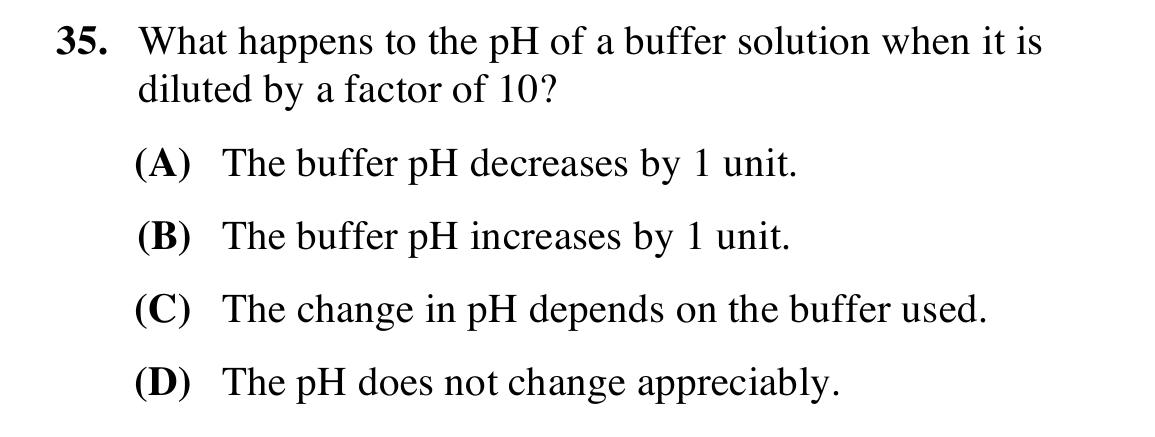 35. What happens to the pH of a buffer solution when it is
diluted by a factor of 10?
(A) The buffer pH decreases by 1 unit.
(B) The buffer pH increases by 1 unit.
(C) The change in pH depends on the buffer used.
(D) The pH does not change appreciably.